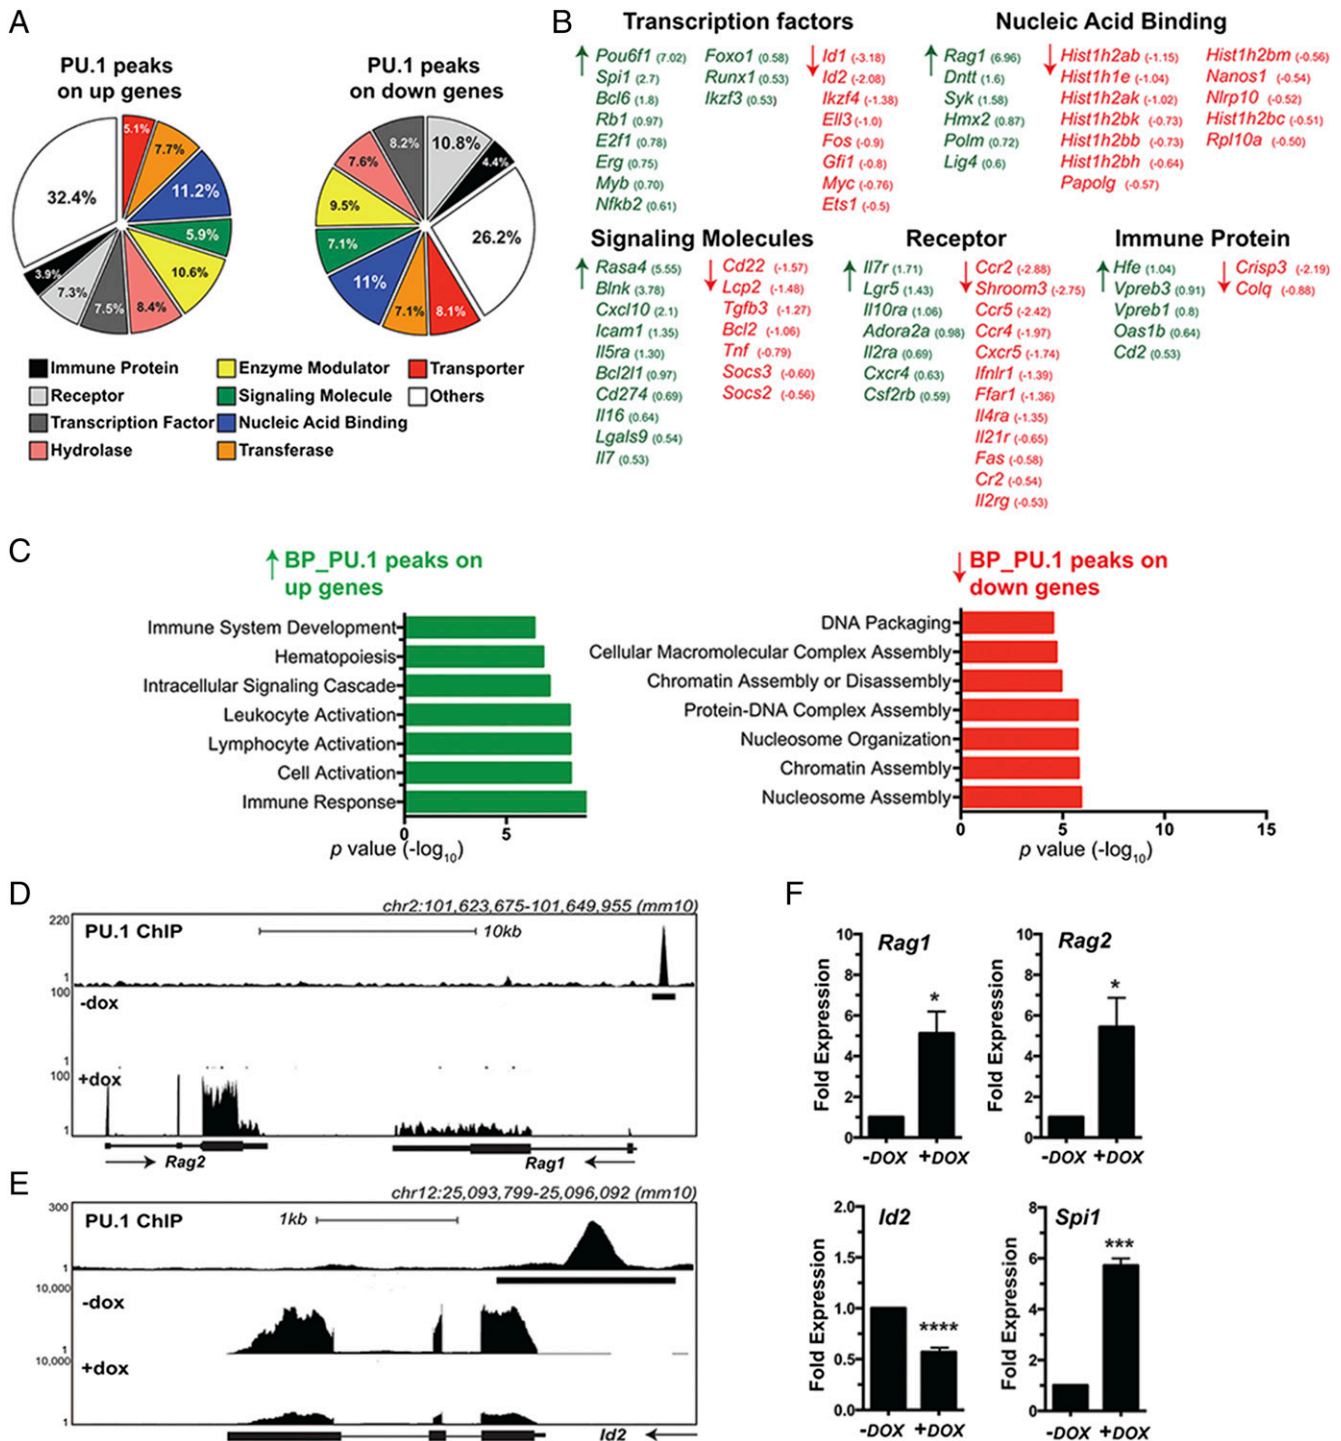 A
PU.1 peaks
on up genes
PU.1 peaks
on down genes
5.1%
7.7%
11.2%
5.9%
10.6%
8.4%
7.5%
7.3%
3.9%
32.4%
10.8%
4.4%
26.2%
8.1%
7.1%
11%
7.1%
9.5%
7.6%
8.2%
Immune Protein
Receptor
Transcription Factor
Hydrolase
Enzyme Modulator
Signaling Molecule
Nucleic Acid Binding
Transferase
Transporter
Others
B
Transcription factors
Pou6f1 (7.02)
Spi1 (2.7)
Bcl6 (1.8)
Rb1 (0.97)
E2f1 (0.78)
Erg (0.75)
Myb (0.70)
Nfkb2 (0.61)
Foxo1 (0.58)
Runx1 (0.53)
Ikzf3 (0.53)
Id1 (-3.18)
Id2 (-2.08)
Ikzf4 (-1.38)
Ell3 (-1.0)
Fos (-0.9)
Gfi1 (-0.8)
Myc (-0.76)
Ets1 (-0.5)
Nucleic Acid Binding
Rag1 (6.96)
Dntt (1.6)
Syk (1.58)
Hmx2 (0.87)
Polm (0.72)
Lig4 (0.6)
Hist1h2ab (-1.15)
Hist1h1e (-1.04)
Hist1h2ak (-1.02)
Hist1h2bk (-0.73)
Hist1h2bb (-0.73)
Hist1h2bh (-0.64)
Papolg (-0.57)
Hist1h2bm (-0.56)
Nanos1 (-0.54)
Nlrp10 (-0.52)
Hist1h2bc (-0.51)
Rpl10a (-0.50)
Signaling Molecules
Rasa4 (5.55)
Blnk (3.78)
Cxcl10 (2.1)
Icam1 (1.35)
Il5ra (1.30)
Bcl2l1 (0.97)
Cd274 (0.69)
Il16 (0.64)
Lgals9 (0.54)
Il7 (0.53)
Cd22 (-1.57)
Lcp2 (-1.48)
Tgfb3 (-1.27)
Bcl2 (-1.06)
Tnf (-0.79)
Socs3 (-0.60)
Socs2 (-0.56)
Receptor
Il7r (1.71)
Lgr5 (1.43)
Il10ra (1.06)
Adora2a (0.98)
Il2ra (0.69)
Cxcr4 (0.63)
Csf2rb (0.59)
Ccr2 (-2.88)
Shroom3 (-2.75)
Ccr5 (-2.42)
Ccr4 (-1.97)
Cxcr5 (-1.74)
Ifnlr1 (-1.39)
Ffar1 (-1.36)
Il4ra (-1.35)
Il21r (-0.65)
Fas (-0.58)
Cr2 (-0.54)
Il2rg (-0.53)
Immune Protein
Hfe (1.04)
Vpreb3 (0.91)
Vpreb1 (0.8)
Oas1b (0.64)
Cd2 (0.53)
Crisp3 (-2.19)
Colq (-0.88)
C
BP_PU.1 peaks on
up genes
Immune System Development
Hematopoiesis
Intracellular Signaling Cascade
Leukocyte Activation
Lymphocyte Activation
Cell Activation
Immune Response
0 5
p value (-log10)
BP_PU.1 peaks on
down genes
DNA Packaging
Cellular Macromolecular Complex Assembly
Chromatin Assembly or Disassembly
Protein-DNA Complex Assembly
Nucleosome Organization
Chromatin Assembly
Nucleosome Assembly
0 5 10 15
p value (-log10)
D
chr2:101,623,675-101,649,955 (mm10)
220
PU.1 ChIP
10kb
1
100
-dox
1
100
+dox
1
Rag2
Rag1
E
chr12:25,093,799-25,096,092 (mm10)
300
PU.1 ChIP
1kb
1
10,000
-dox
1
10,000
+dox
1
Id2
F
Rag1
Fold Expression
10
8
6
4
2
0
*
-DOX +DOX
Rag2
Fold Expression
10
8
6
4
2
0
*
-DOX +DOX
Id2
Fold Expression
2.0
1.5
1.0
0.5
0.0
****
-DOX +DOX
Spi1
Fold Expression
8
6
4
2
0
***
-DOX +DOX